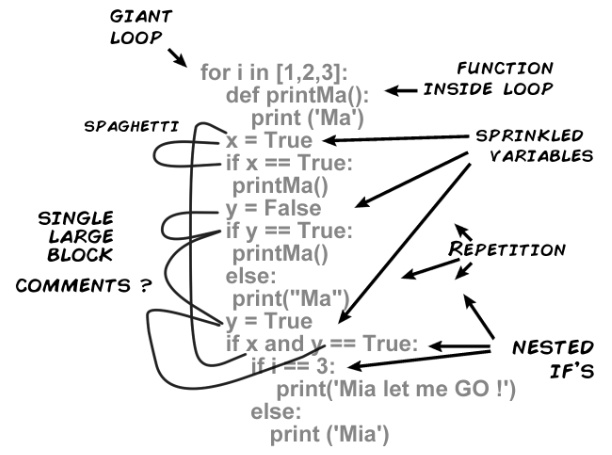 GIANT
LOOP
for i in [1,2,3]:
FUNCTION
INSIDE LOOP
def printMa():
print ('Ma')
SPAGHETTI
x = True
SPRINKLED
VARIABLES
if x == True:
printMa()
y = False
SINGLE
LARGE
BLOCK
if y == True:
printMa()
REPETITION
else:
COMMENTS ?
print("Ma")
y = True
if x and y == True:
NESTED
IF'S
if i == 3:
print('Mia let me GO !')
else:
print ('Mia')